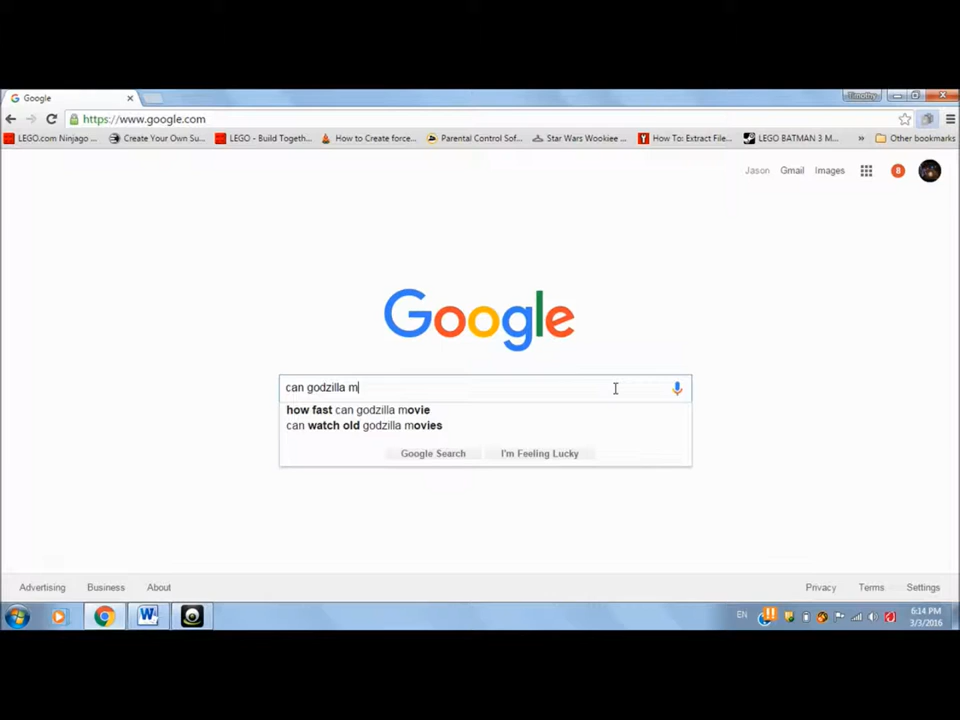 Google
Timothy
https://www.google.com
LEGO.com Ninjago ...
Create Your Own Su...
LEGO - Build Togeth...
How to Create force...
Parental Control Sof...
Star Wars Wookiee ...
How To: Extract File...
LEGO BATMAN 3 M...
»
Other bookmarks
Jason Gmail Images 8
Google
can godzilla m
how fast can godzilla movie
can watch old godzilla movies
Google Search I'm Feeling Lucky
Advertising Business About Privacy Terms Settings
EN
6:14 PM
3/3/2016